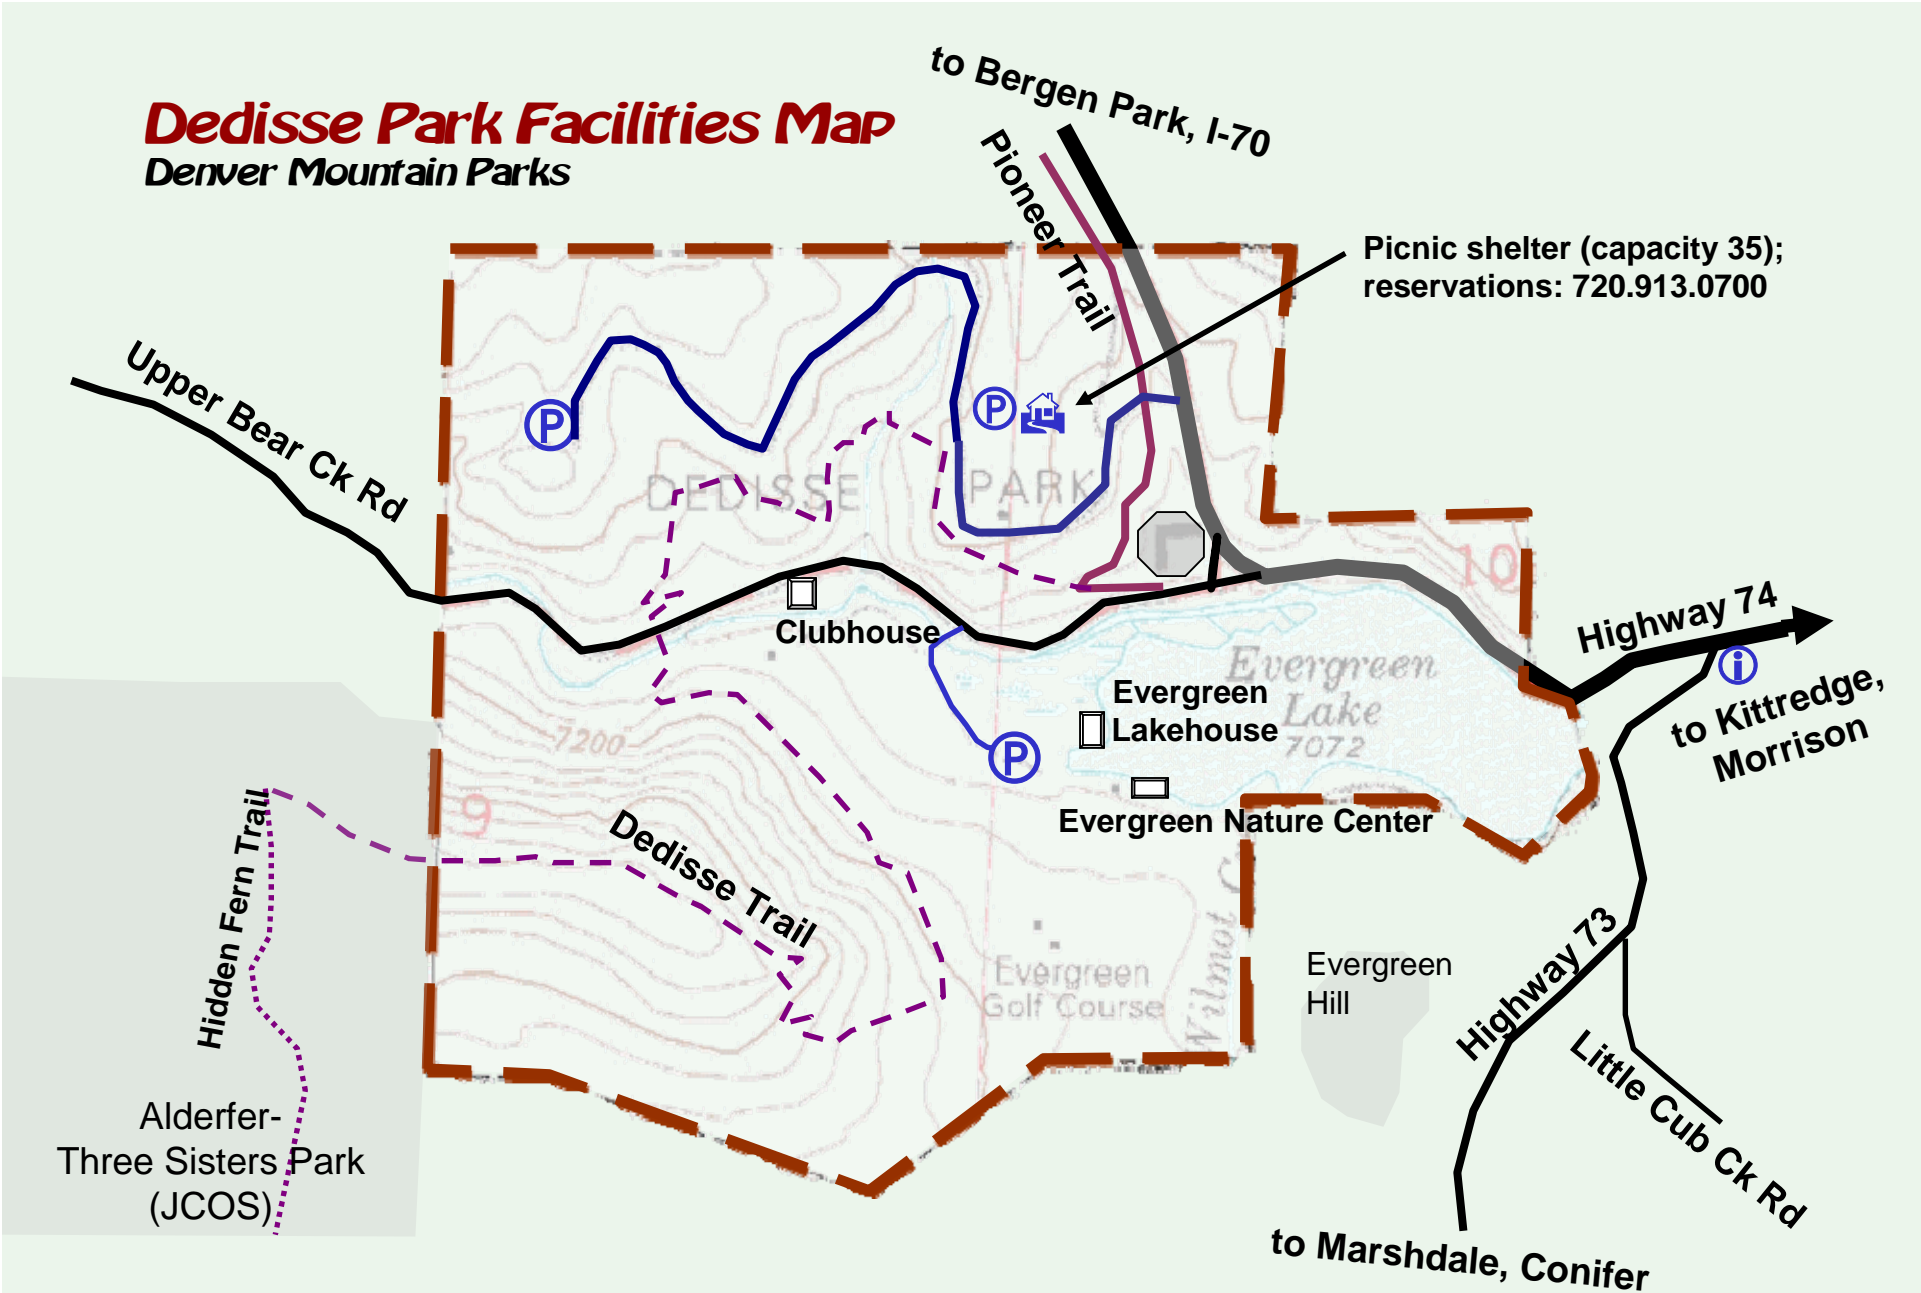 Dedisse Park Facilities Map
Denver Mountain Parks
to Bergen Park, I-70
Pioneer Trail
Picnic shelter (capacity 35);
reservations: 720.913.0700
Upper Bear Ck Rd
P
P
DEDISSE PARK
10
Clubhouse
Highway 74
i
to Kittredge,
Morrison
Evergreen
Lake
7072
Evergreen
Lakehouse
P
7200
9
Evergreen Nature Center
Dedisse Trail
Hidden Fern Trail
Wilmot C
Evergreen
Golf Course
Evergreen
Hill
Highway 73
Little Cub Ck Rd
Alderfer-
Three Sisters Park
(JCOS)
to Marshdale, Conifer